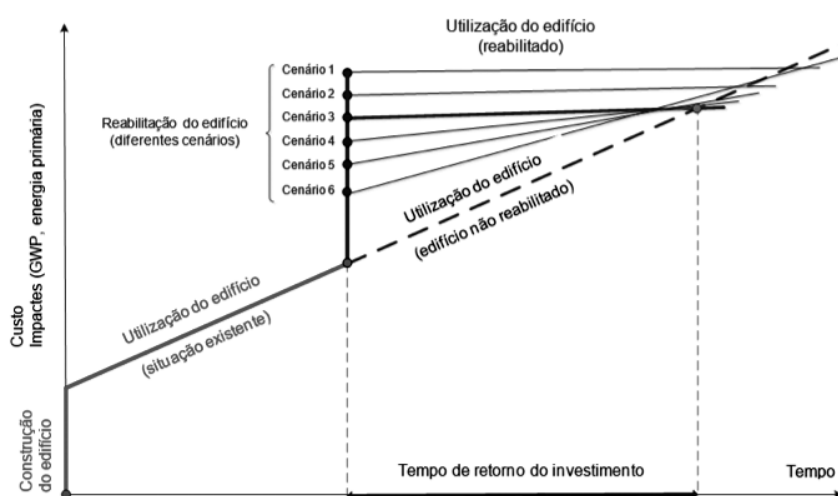 Utilização do edifício
(reabilitado)
Cenário 1
Cenário 2
Cenário 3
Cenário 4
Cenário 5
Cenário 6
Reabilitação do edifício
(diferentes cenários)
Utilização do edifício
(edifício não reabilitado)
Utilização do edifício
(situação existente)
Custo
Impactes (GWP, energia primária)
Construção
do edifício
Tempo de retorno do investimento
Tempo